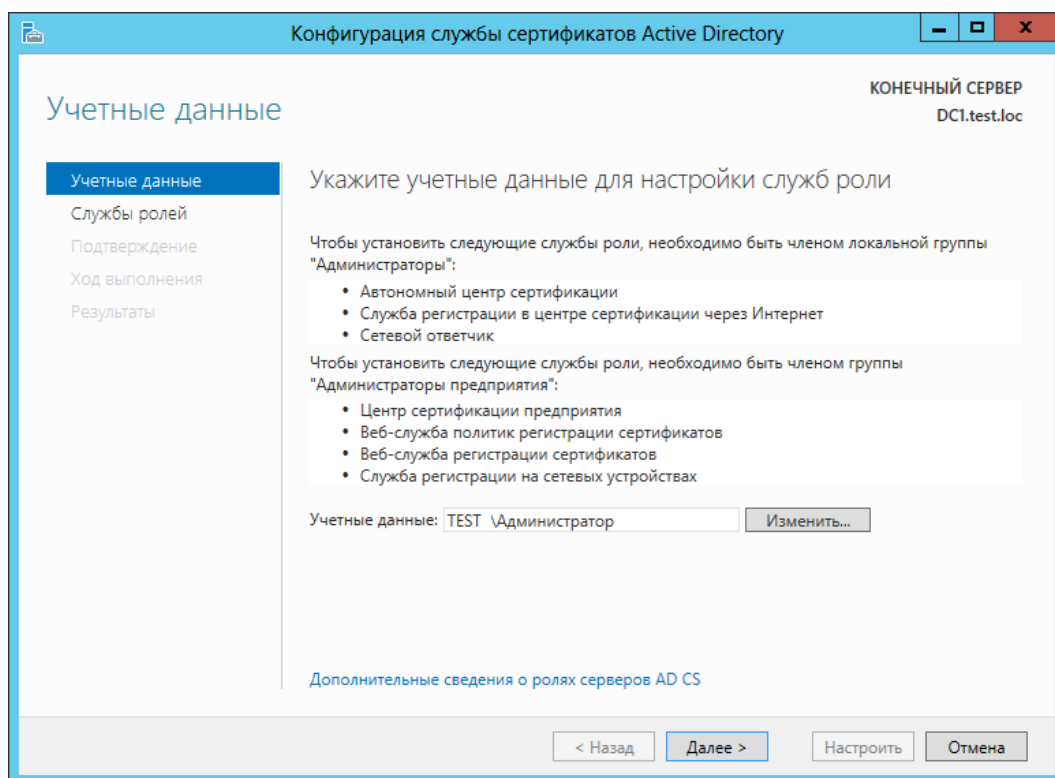 Конфигурация службы сертификатов Active Directory
Учетные данные
КОНЕЧНЫЙ СЕРВЕР
DC1.test.loc
Учетные данные
Службы ролей
Подтверждение
Ход выполнения
Результаты
Укажите учетные данные для настройки служб роли
Чтобы установить следующие службы роли, необходимо быть членом локальной группы
"Администраторы":
• Автономный центр сертификации
• Служба регистрации в центре сертификации через Интернет
• Сетевой ответчик
Чтобы установить следующие службы роли, необходимо быть членом группы
"Администраторы предприятия":
• Центр сертификации предприятия
• Веб-служба политик регистрации сертификатов
• Веб-служба регистрации сертификатов
• Служба регистрации на сетевых устройствах
Учетные данные: TEST \Администратор Изменить...
Дополнительные сведения о ролях серверов AD CS
< Назад Далее > Настроить Отмена